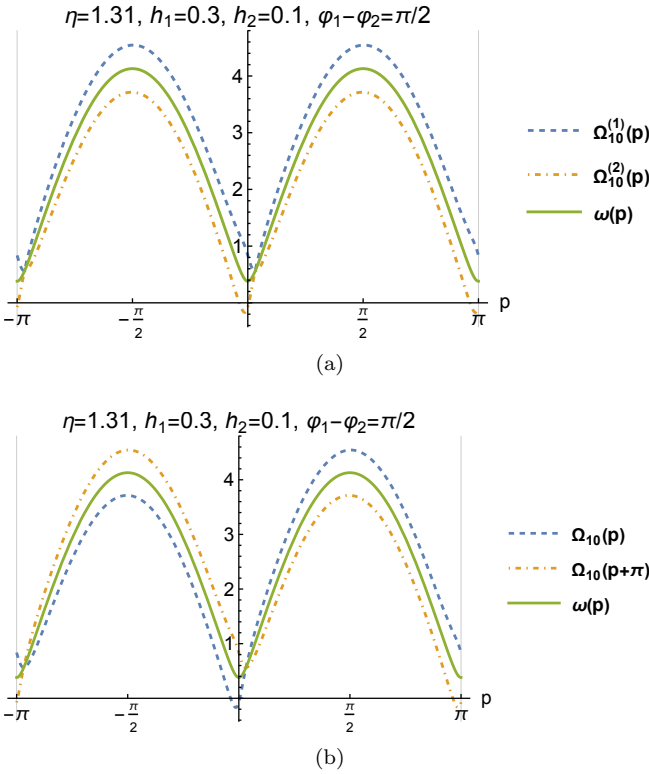 η=1.31, h₁=0.3, h₂=0.1, φ₁−φ₂=π/2
4
3
2
1
−π
−π/2
π/2
π
p
Ω₁₀⁽¹⁾(p)
Ω₁₀⁽²⁾(p)
ω(p)
(a)
η=1.31, h₁=0.3, h₂=0.1, φ₁−φ₂=π/2
4
3
2
1
−π
−π/2
π/2
π
p
Ω₁₀(p)
Ω₁₀(p+π)
ω(p)
(b)